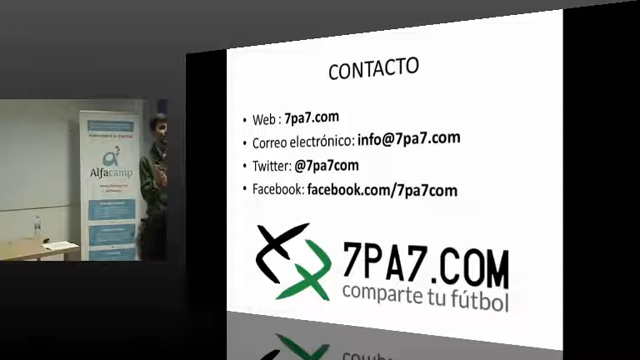 CONTACTO
• Web : 7pa7.com
• Correo electrónico: info@7pa7.com
• Twitter: @7pa7com
• Facebook: facebook.com/7pa7com
7PA7.COM
comparte tu fútbol
Alfacamp